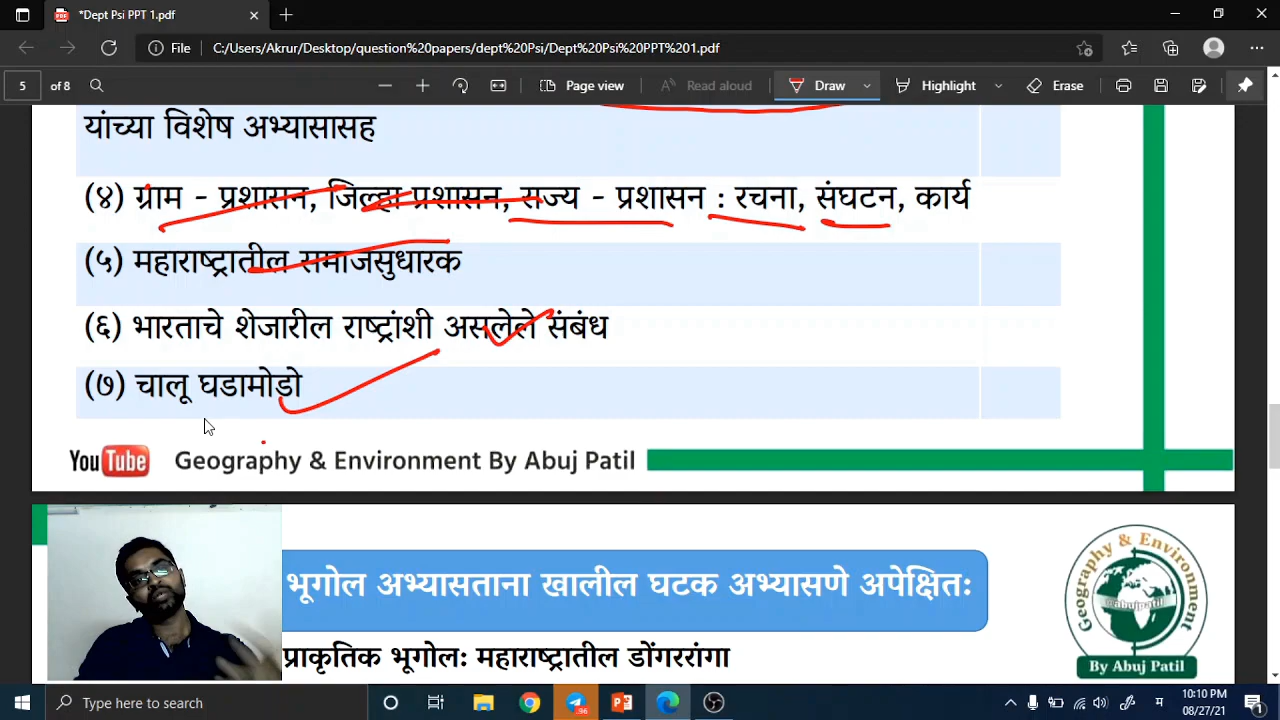 *Dept Psi PPT 1.pdf
File C:/Users/Akrur/Desktop/question%20papers/dept%20Psi/Dept%20Psi%20PPT%201.pdf
5 of 8 Page view Read aloud Draw Highlight Erase
यांच्या विशेष अभ्यासासह
(४) ग्राम - प्रशासन, जिल्हा प्रशासन, राज्य - प्रशासन : रचना, संघटन, कार्य
(५) महाराष्ट्रातील समाजसुधारक
(६) भारताचे शेजारील राष्ट्रांशी असलेले संबंध
(७) चालू घडामोडो
YouTube Geography & Environment By Abuj Patil
भूगोल अभ्यासताना खालील घटक अभ्यासणे अपेक्षितः
प्राकृतिक भूगोलः महाराष्ट्रातील डोंगररांगा
Geography & Environment
@abujpatil
By Abuj Patil
Type here to search
96
म
10:10 PM
08/27/21
1